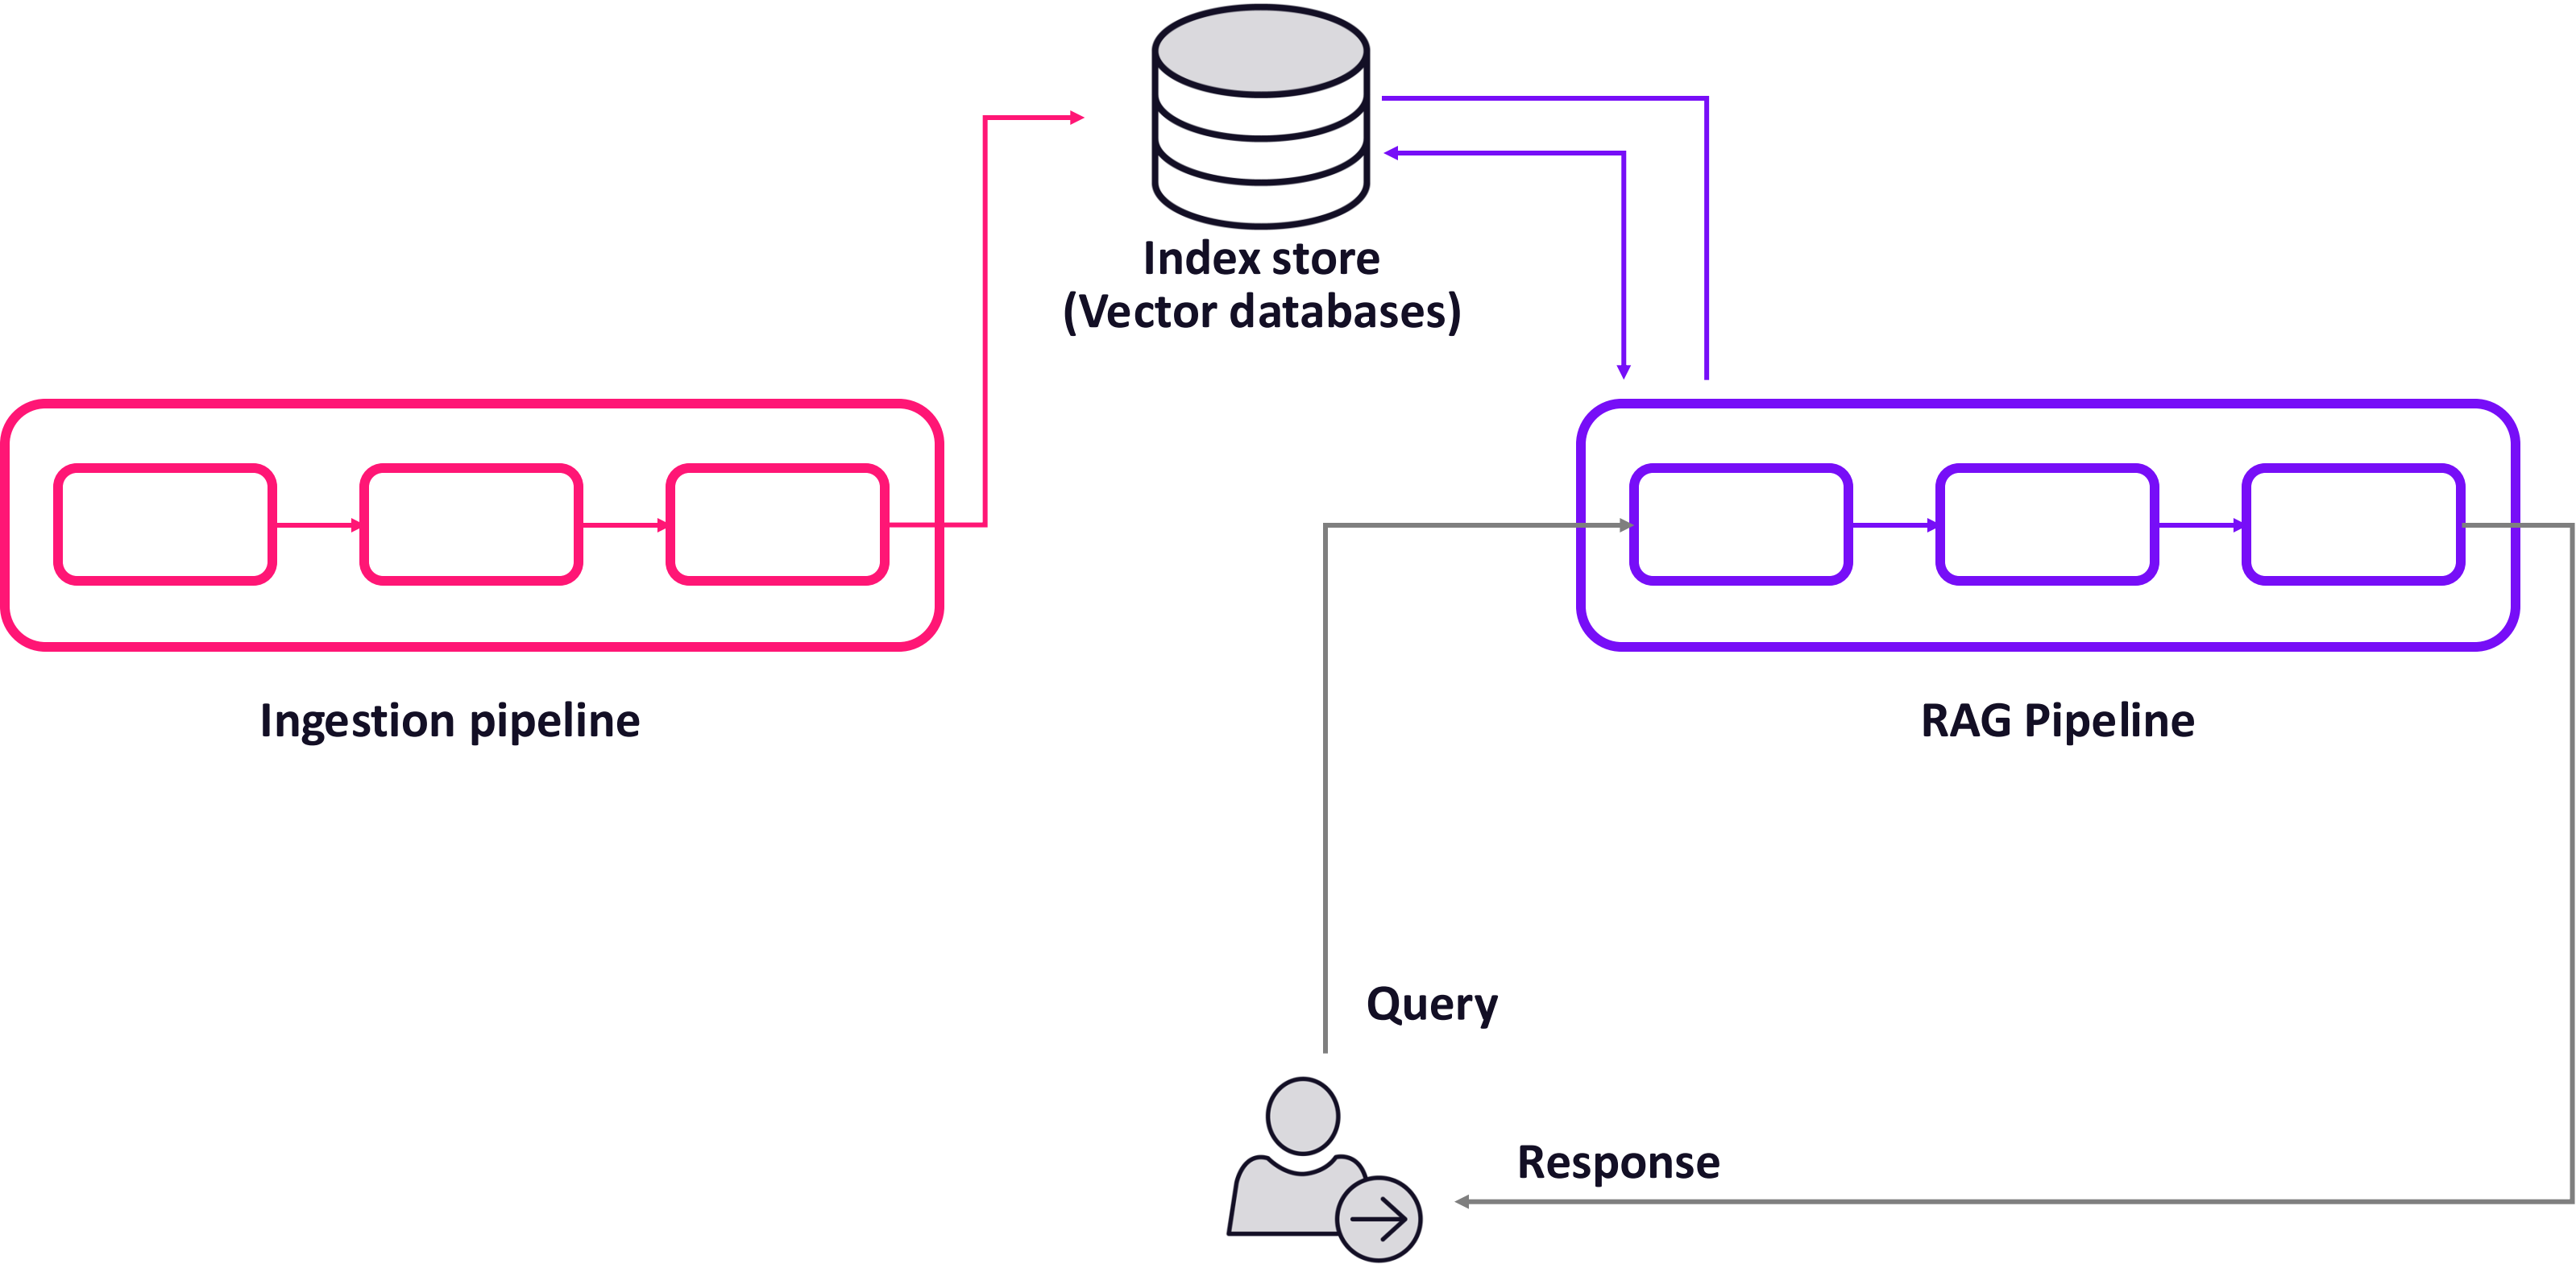 Index store
(Vector databases)
Ingestion pipeline
RAG Pipeline
Query
Response